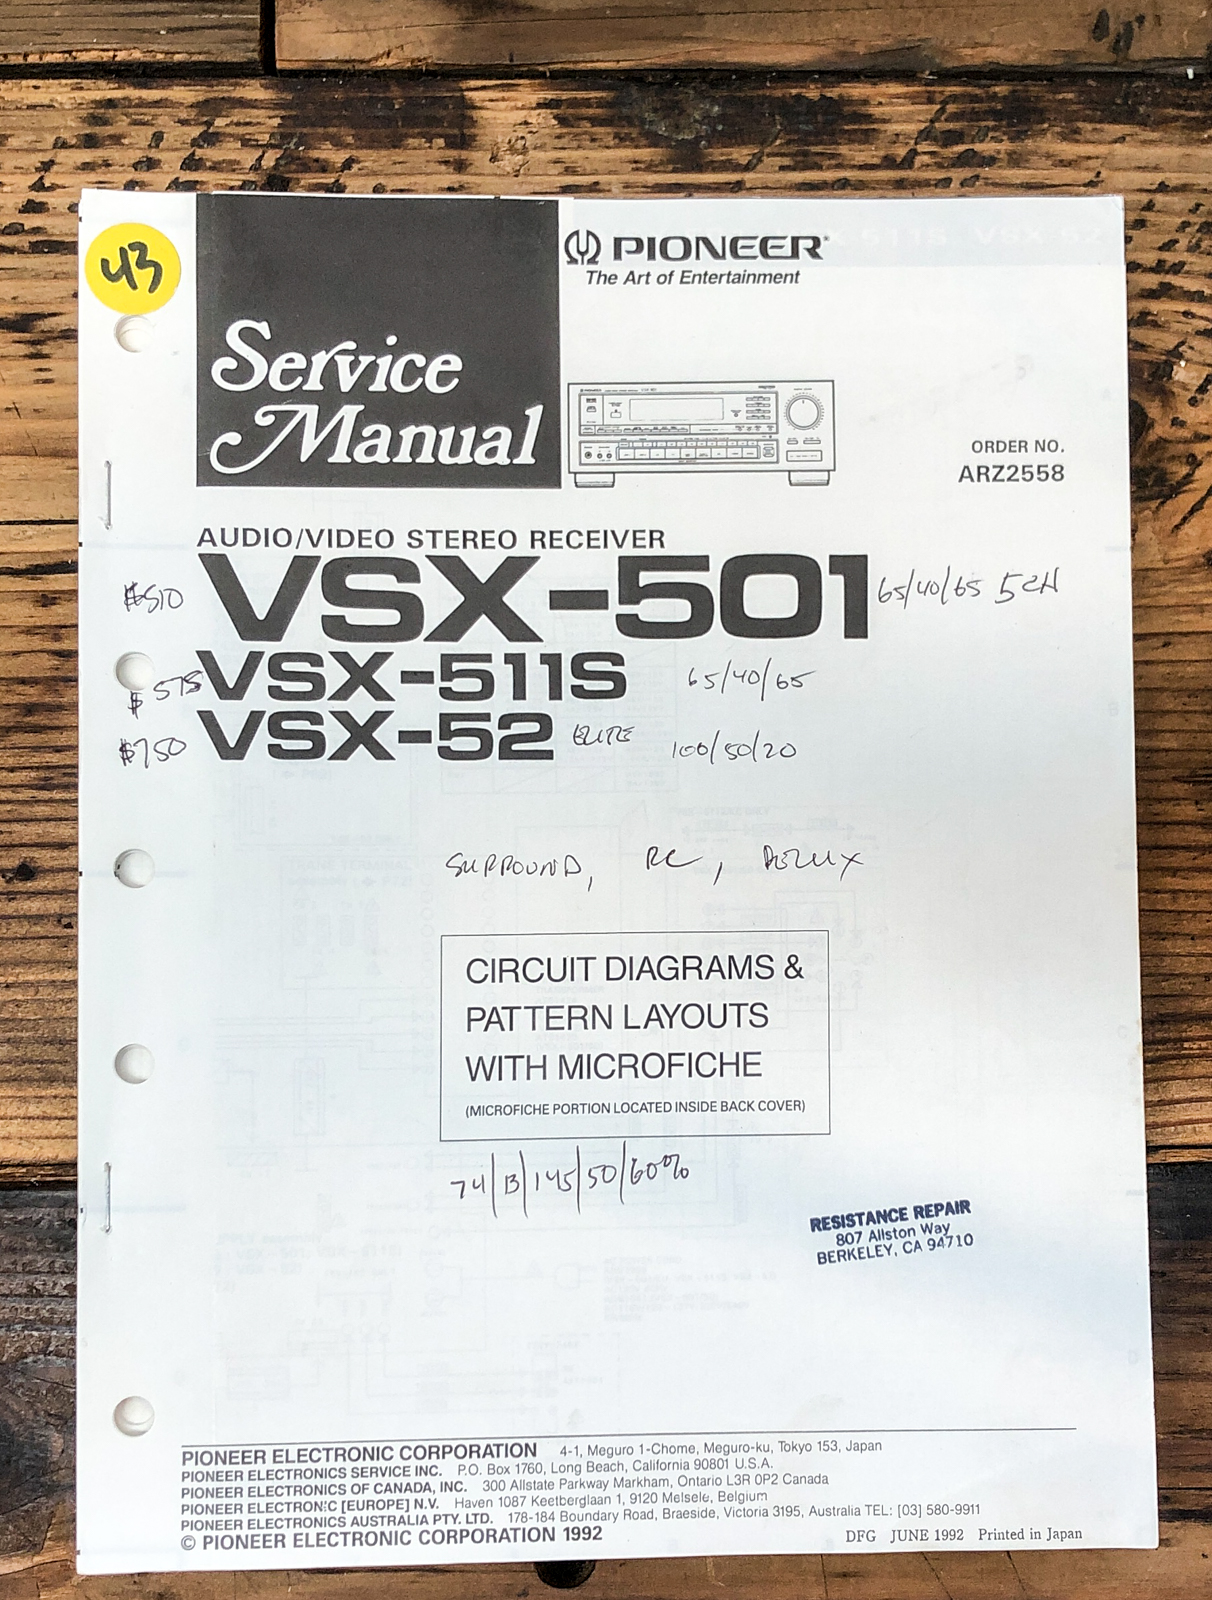 43
PIONEER
The Art of Entertainment
Service
Manual
ORDER NO.
ARZ2558
AUDIO/VIDEO STEREO RECEIVER
$510 VSX-501 65/40/65 5CH
$575 VSX-511S 65/40/65
$750 VSX-52 ELITE 100/50/20
SURROUND, RC,
CIRCUIT DIAGRAMS &
PATTERN LAYOUTS
WITH MICROFICHE
(MICROFICHE PORTION LOCATED INSIDE BACK COVER)
74/13/145/50/60%
RESISTANCE REPAIR
807 Allston Way
BERKELEY, CA 94710
PIONEER ELECTRONIC CORPORATION 4-1, Meguro 1-Chome, Meguro-ku, Tokyo 153, Japan
PIONEER ELECTRONICS SERVICE INC. P.O. Box 1760, Long Beach, California 90801 U.S.A.
PIONEER ELECTRONICS OF CANADA, INC. 300 Allstate Parkway Markham, Ontario L3R 0P2 Canada
PIONEER ELECTRONIC [EUROPE] N.V. Haven 1087 Keetberglaan 1, 9120 Melsele, Belgium
PIONEER ELECTRONICS AUSTRALIA PTY. LTD. 178-184 Boundary Road, Braeside, Victoria 3195, Australia TEL: [03] 580-9911
© PIONEER ELECTRONIC CORPORATION 1992
DFG JUNE 1992 Printed in Japan